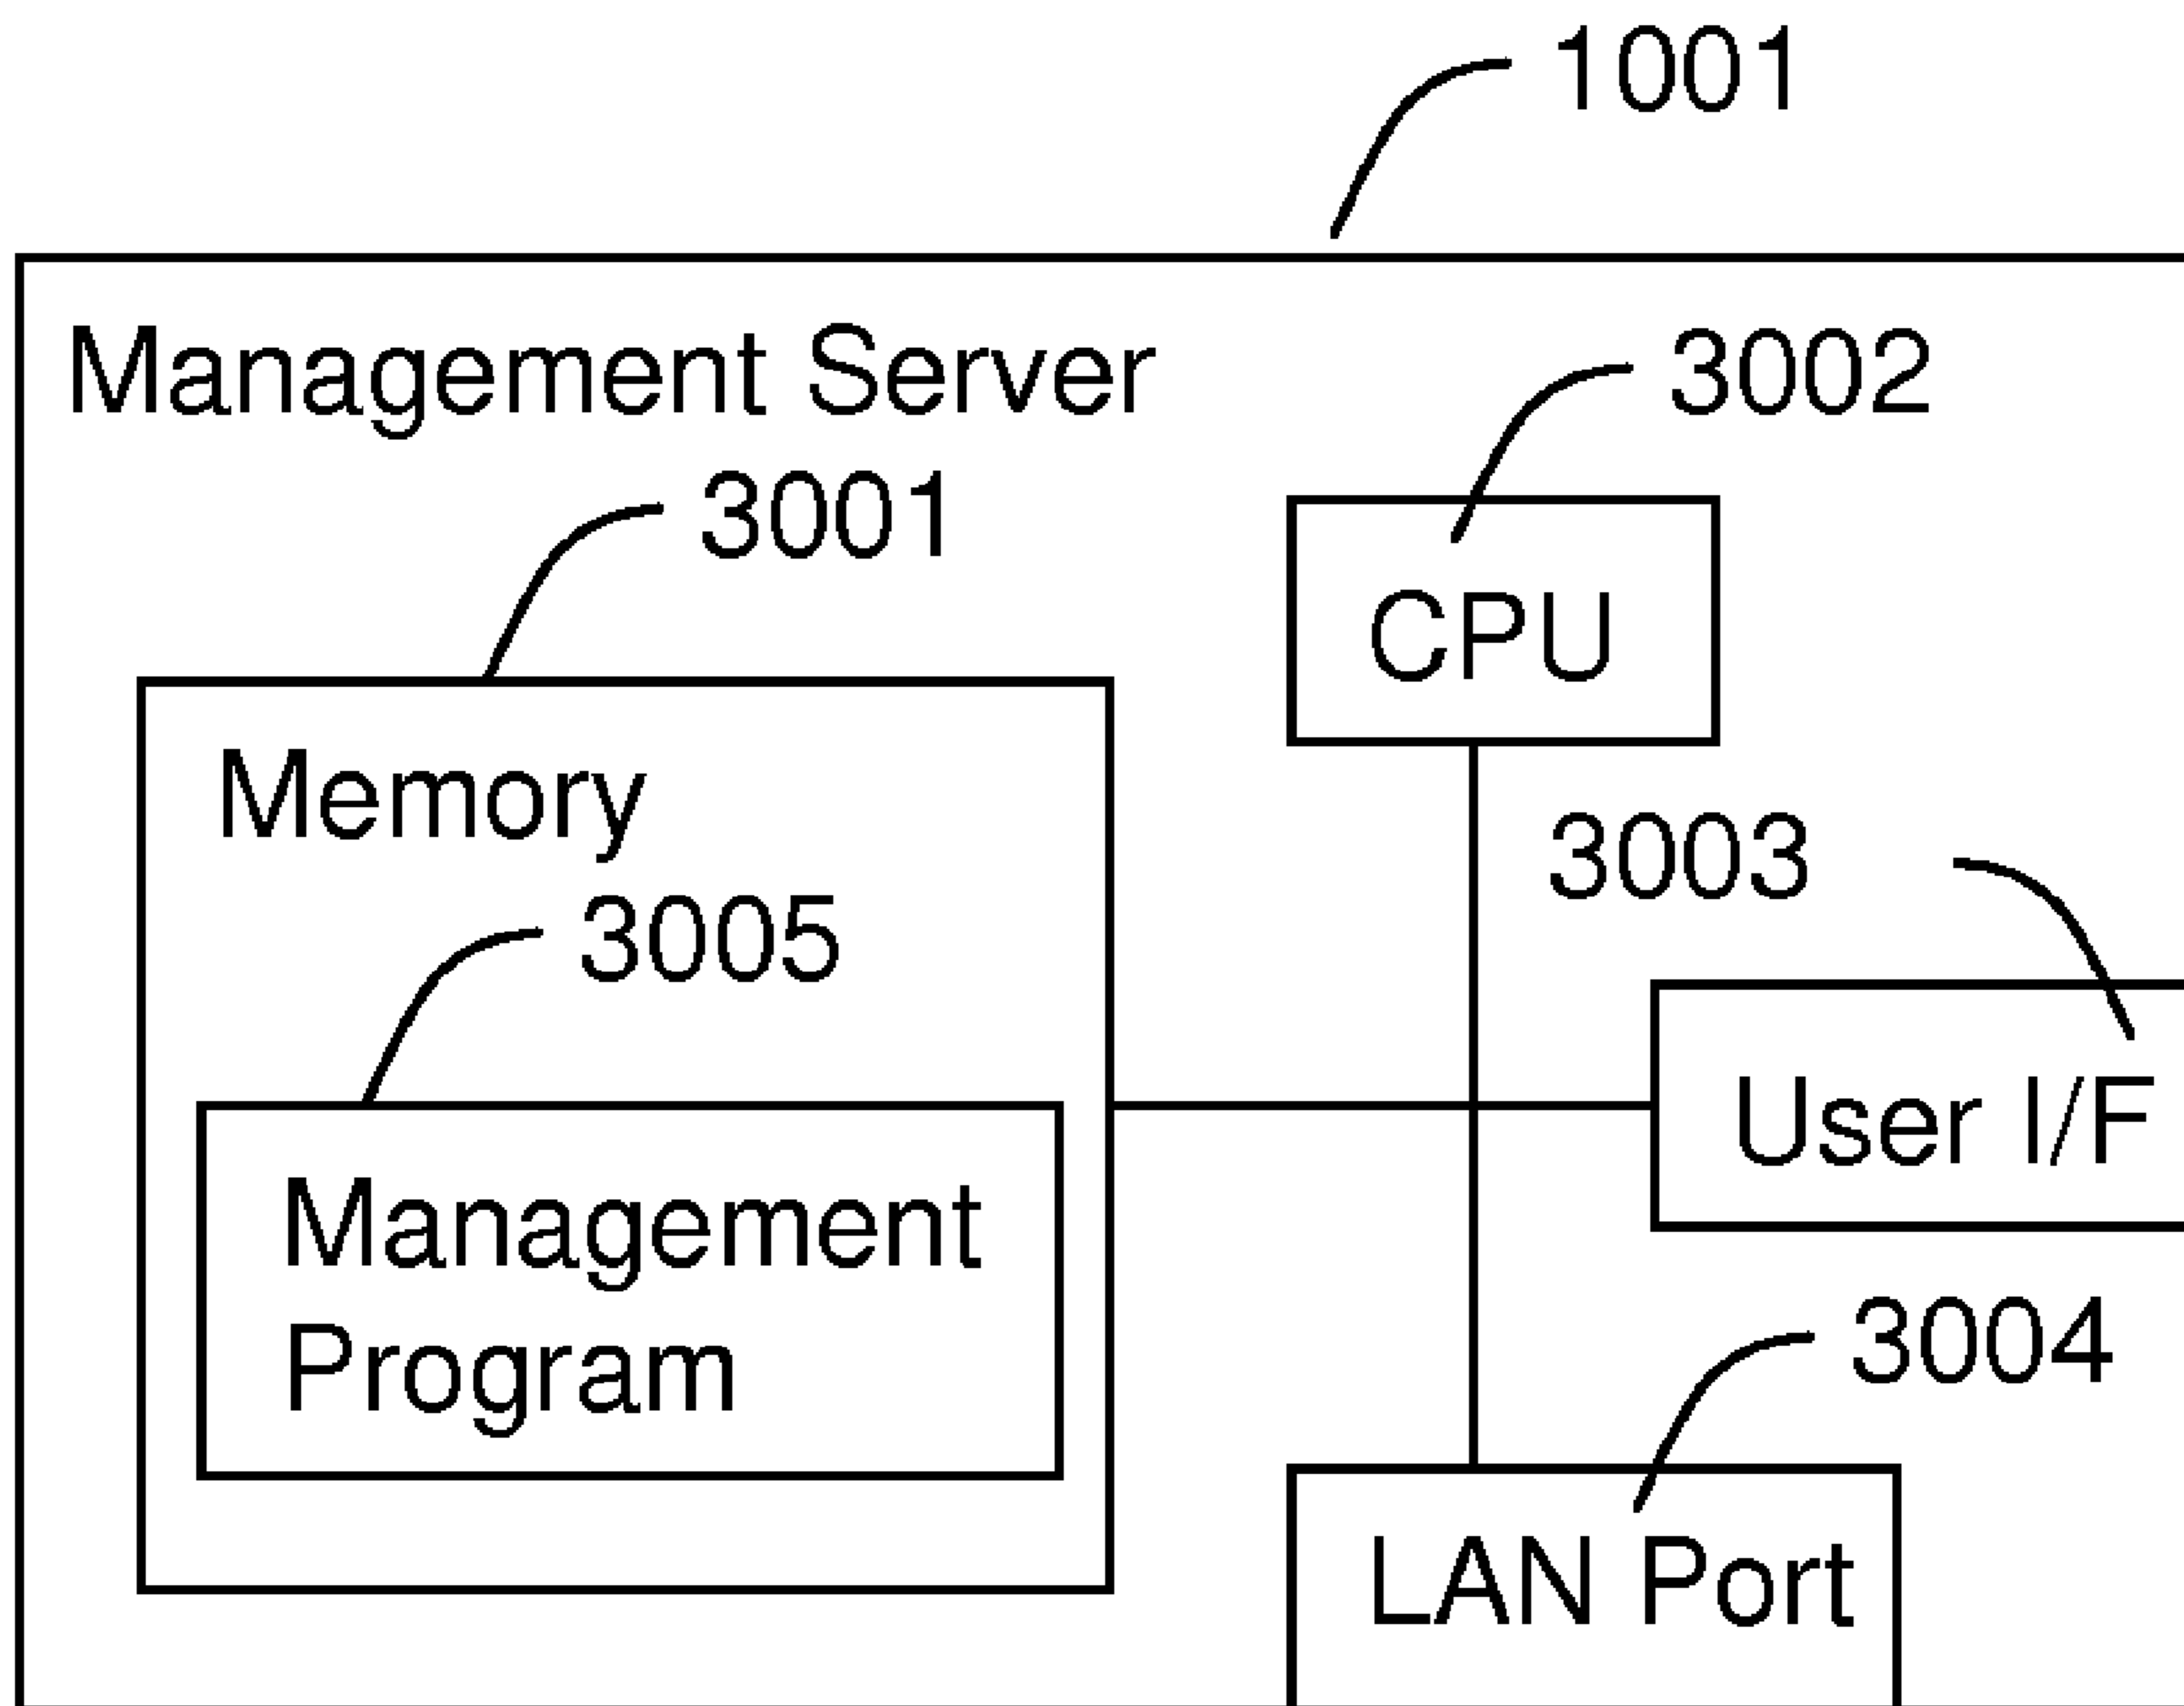 1001
Management Server
3002
3001
CPU
Memory
3003
3005
User I/F
Management
Program
3004
LAN Port